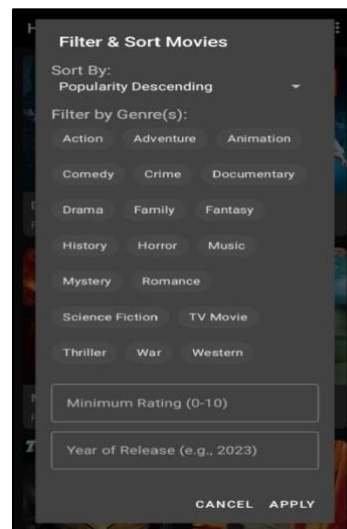 H
Filter & Sort Movies
Sort By:
Popularity Descending
Filter by Genre(s):
Action Adventure Animation
Comedy Crime Documentary
Drama Family Fantasy
History Horror Music
Mystery Romance
Science Fiction TV Movie
Thriller War Western
Minimum Rating (0-10)
Year of Release (e.g., 2023)
CANCEL APPLY